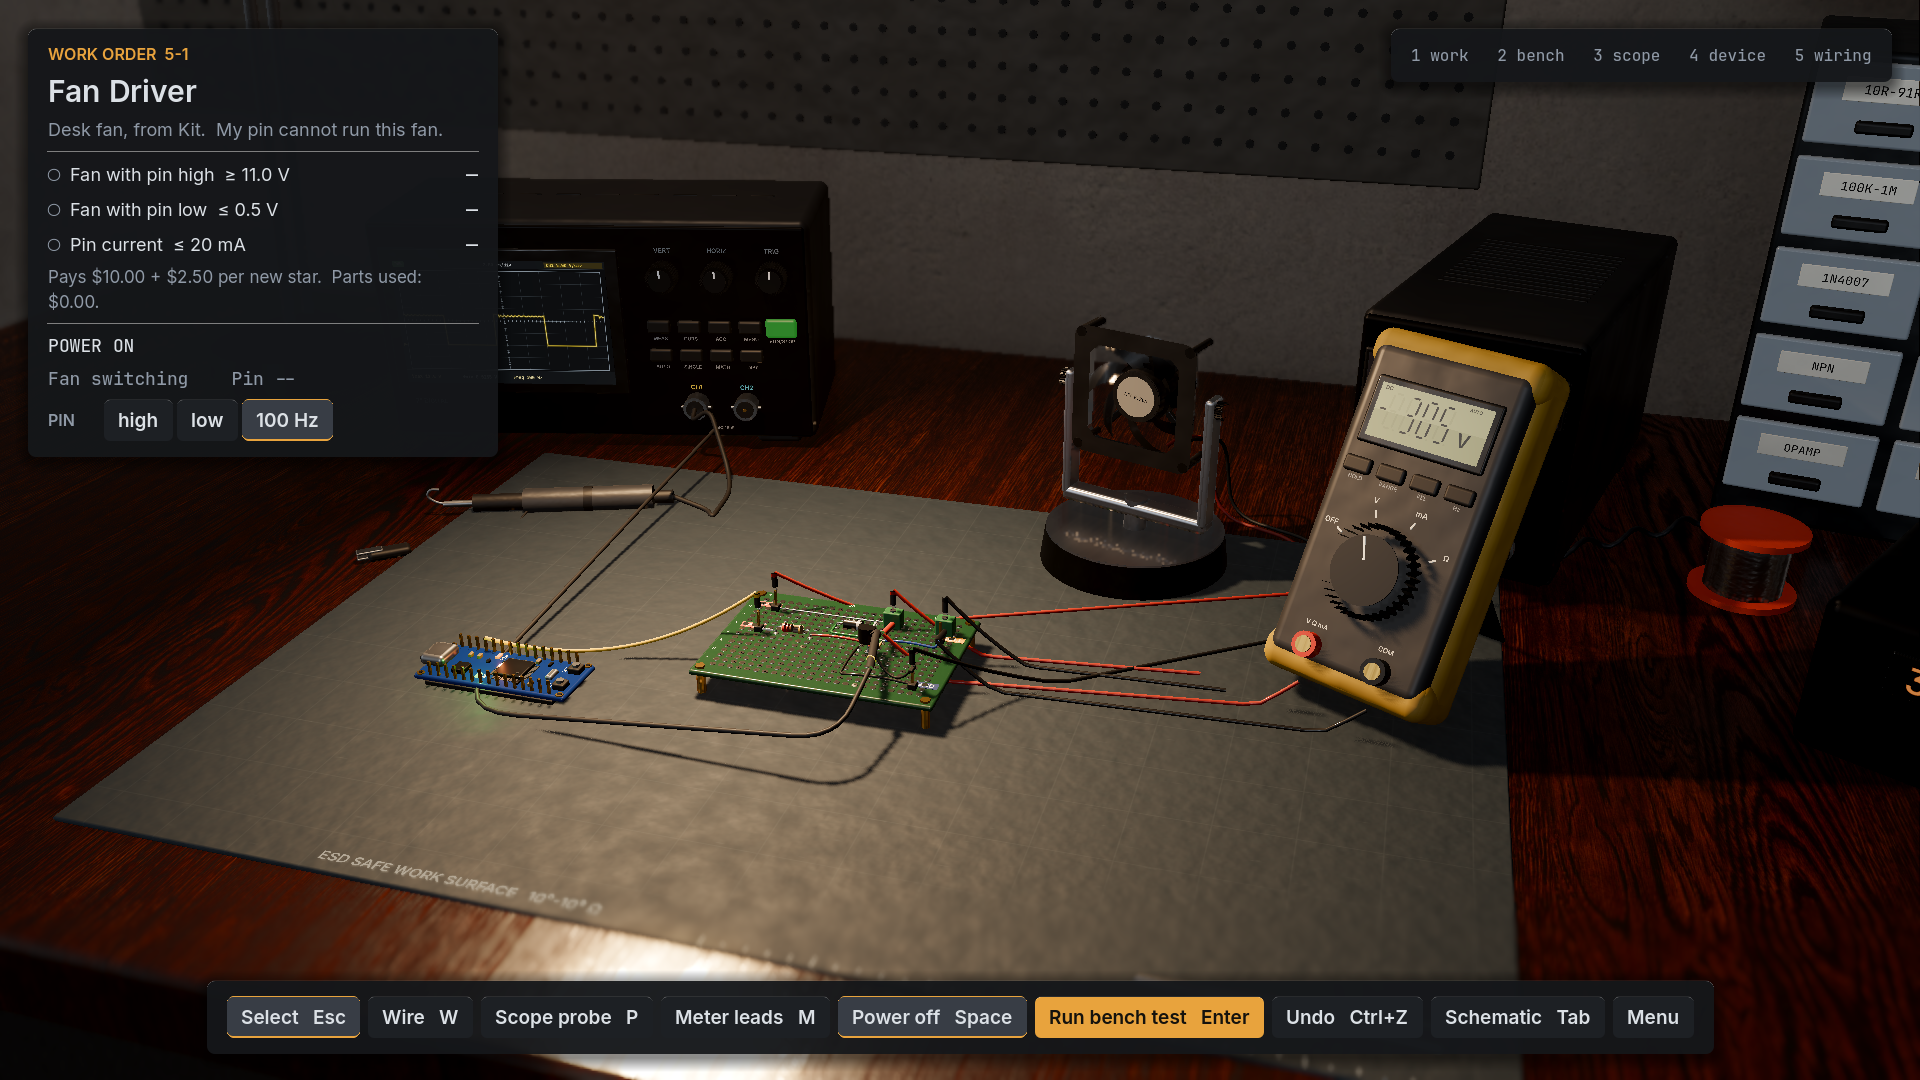 WORK ORDER 5-1
Fan Driver
Desk fan, from Kit. My pin cannot run this fan.
Fan with pin high ≥ 11.0 V —
Fan with pin low ≤ 0.5 V —
Pin current ≤ 20 mA —
Pays $10.00 + $2.50 per new star. Parts used:
$0.00.
POWER ON
Fan switching Pin --
PIN high low 100 Hz
1 work 2 bench 3 scope 4 device 5 wiring
VERT HORIZ TRIG
CH1 CH2
100K-1M
1N4007
NPN
OPAMP
OFF V mA Ω
HOLD
V Ω mA
COM
ESD SAFE WORK SURFACE
Select Esc
Wire W
Scope probe P
Meter leads M
Power off Space
Run bench test Enter
Undo Ctrl+Z
Schematic Tab
Menu